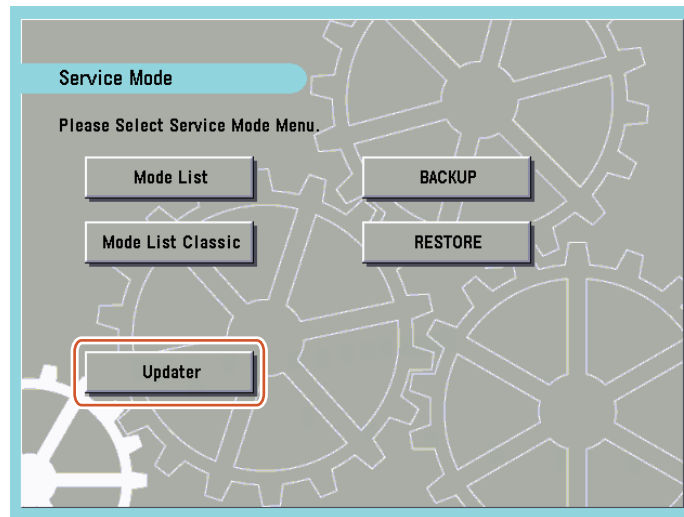 Service Mode
Please Select Service Mode Menu.
Mode List
BACKUP
Mode List Classic
RESTORE
Updater